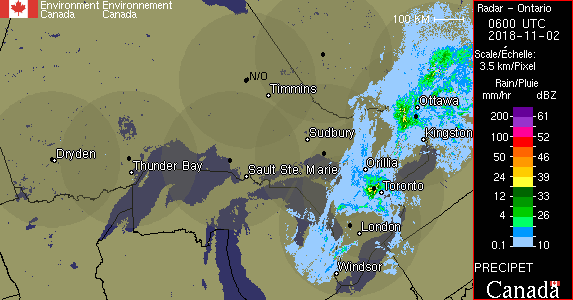 Environment Environnement
Canada Canada
100 KM
N/O
Timmins
Ottawa
Sudbury
Kingston
Dryden
Thunder Bay
Sault Ste. Marie
Orillia
Toronto
London
Windsor
Radar - Ontario
0600 UTC
2018-11-02
Scale/Échelle:
3.5 km/Pixel
Rain/Pluie
mm/hr dBZ
200 61
100 52
50 46
24 39
12 33
4 26
0.1 10
PRECIPET
Canada